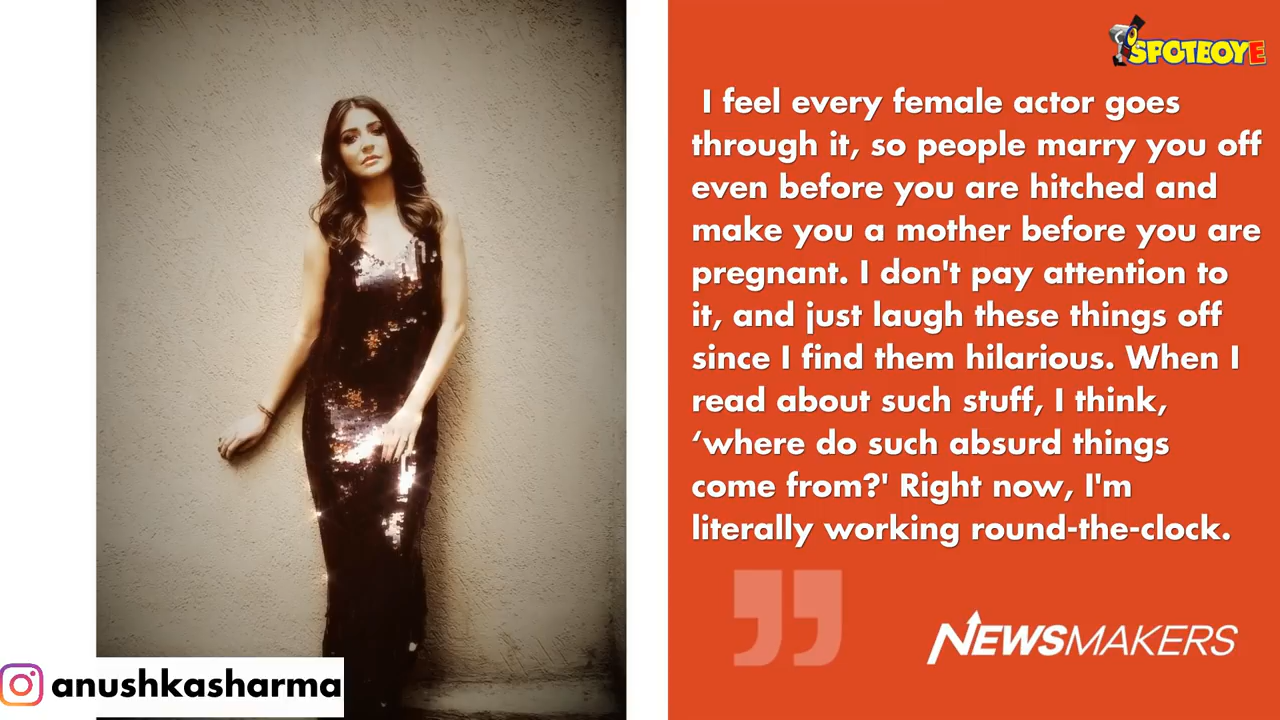 SPOTBOYE
I feel every female actor goes
through it, so people marry you off
even before you are hitched and
make you a mother before you are
pregnant. I don't pay attention to
it, and just laugh these things off
since I find them hilarious. When I
read about such stuff, I think,
‘where do such absurd things
come from?' Right now, I'm
literally working round-the-clock.
”
NEWSMAKERS
anushkasharma